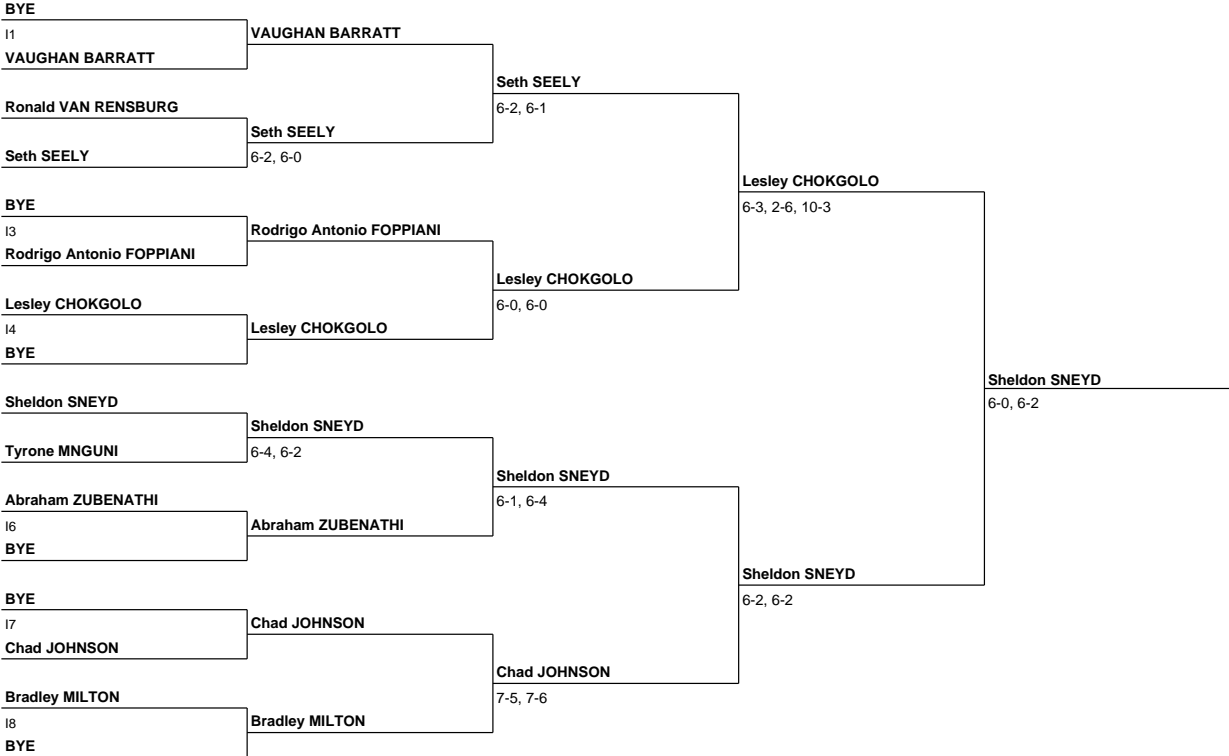 BYE
I1
VAUGHAN BARRATT
Ronald VAN RENSBURG
Seth SEELY
BYE
I3
Rodrigo Antonio FOPPIANI
Lesley CHOKGOLO
I4
BYE
Sheldon SNEYD
Tyrone MNGUNI
Abraham ZUBENATHI
I6
BYE
BYE
I7
Chad JOHNSON
Bradley MILTON
I8
BYE
VAUGHAN BARRATT
Seth SEELY
6-2, 6-0
Rodrigo Antonio FOPPIANI
Lesley CHOKGOLO
Sheldon SNEYD
6-4, 6-2
Abraham ZUBENATHI
Chad JOHNSON
Bradley MILTON
Seth SEELY
6-2, 6-1
Lesley CHOKGOLO
6-0, 6-0
Sheldon SNEYD
6-1, 6-4
Chad JOHNSON
7-5, 7-6
Lesley CHOKGOLO
6-3, 2-6, 10-3
Sheldon SNEYD
6-2, 6-2
Sheldon SNEYD
6-0, 6-2